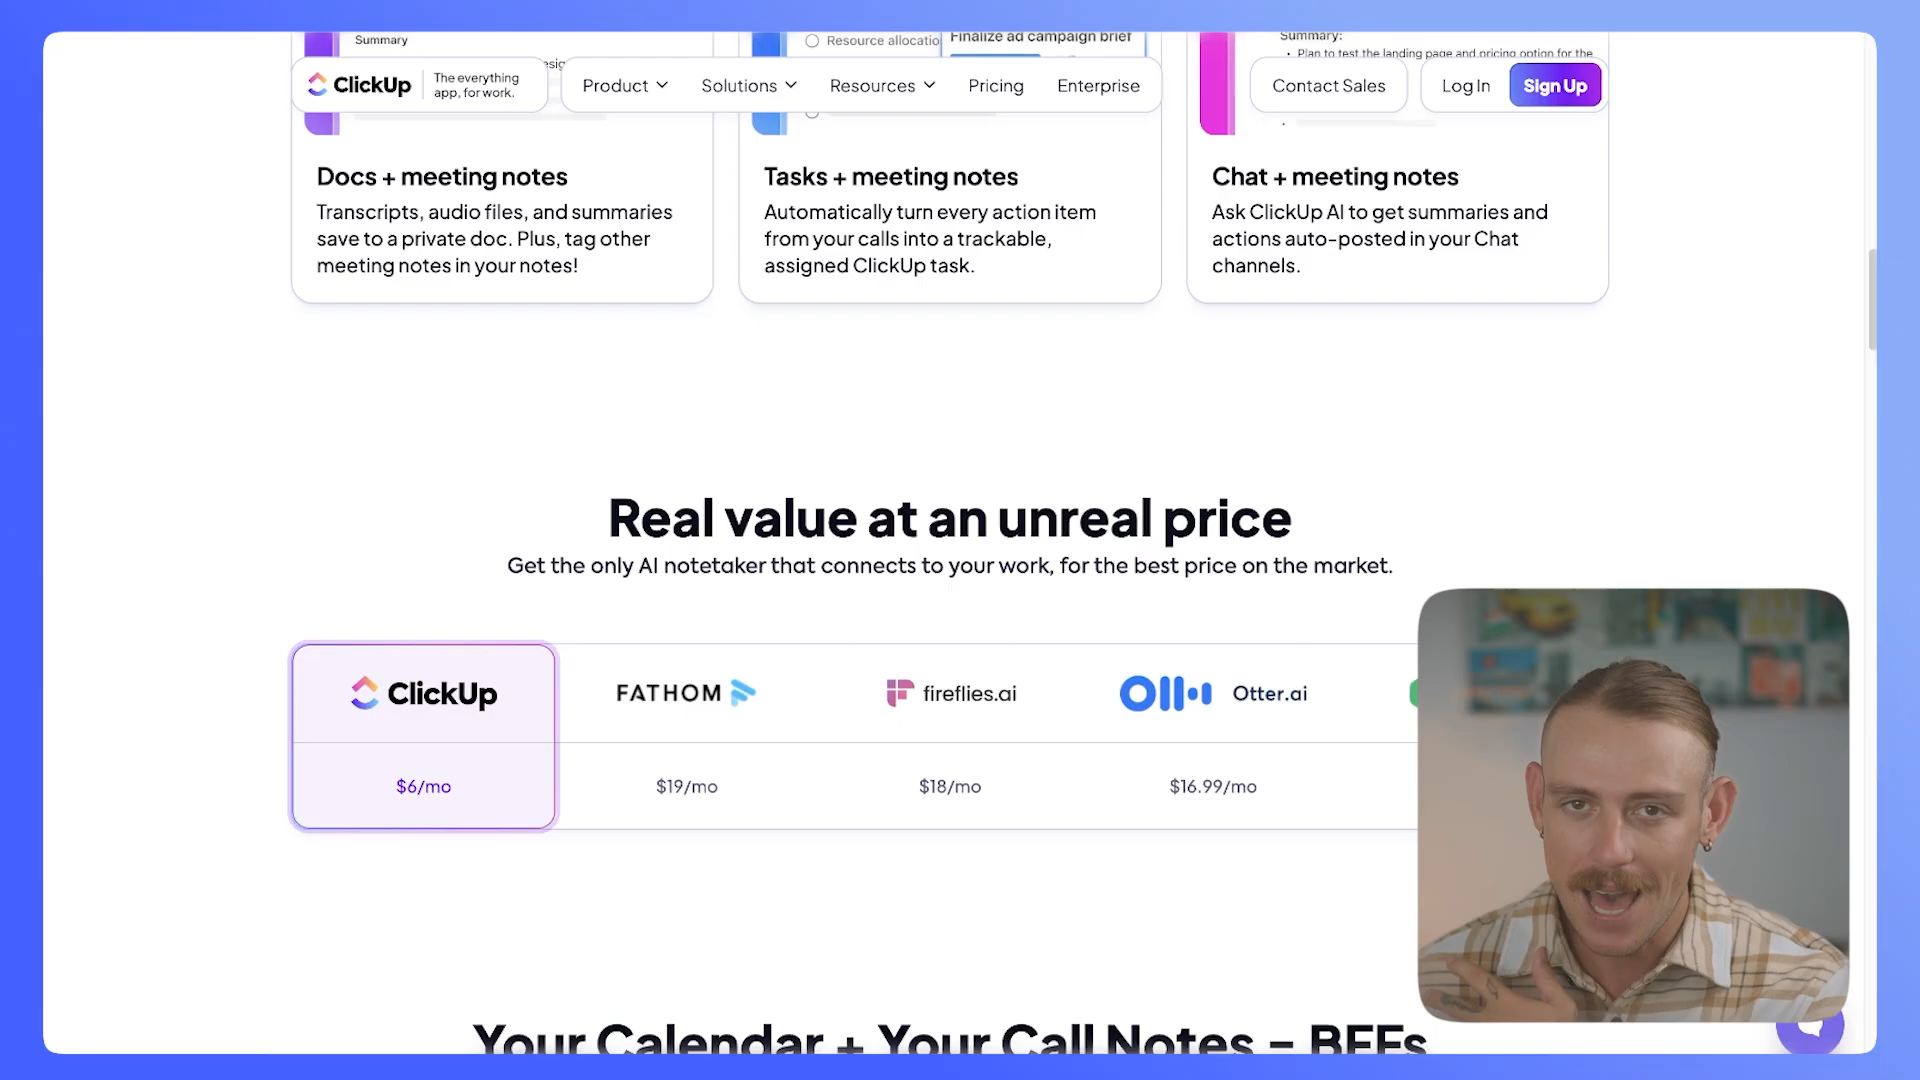 Summary
Resource allocatio
Finalize ad campaign brief
Summary:
Plan to test the landing page and pricing option for the
ClickUp
The everything
app, for work.
Product
Solutions
Resources
Pricing
Enterprise
Contact Sales
Log In
Sign Up
Docs + meeting notes
Transcripts, audio files, and summaries
save to a private doc. Plus, tag other
meeting notes in your notes!
Tasks + meeting notes
Automatically turn every action item
from your calls into a trackable,
assigned ClickUp task.
Chat + meeting notes
Ask ClickUp AI to get summaries and
actions auto-posted in your Chat
channels.
Real value at an unreal price
Get the only AI notetaker that connects to your work, for the best price on the market.
ClickUp
FATHOM
fireflies.ai
Otter.ai
$6/mo
$19/mo
$18/mo
$16.99/mo
Your Calendar + Your Call Notes = BFFs